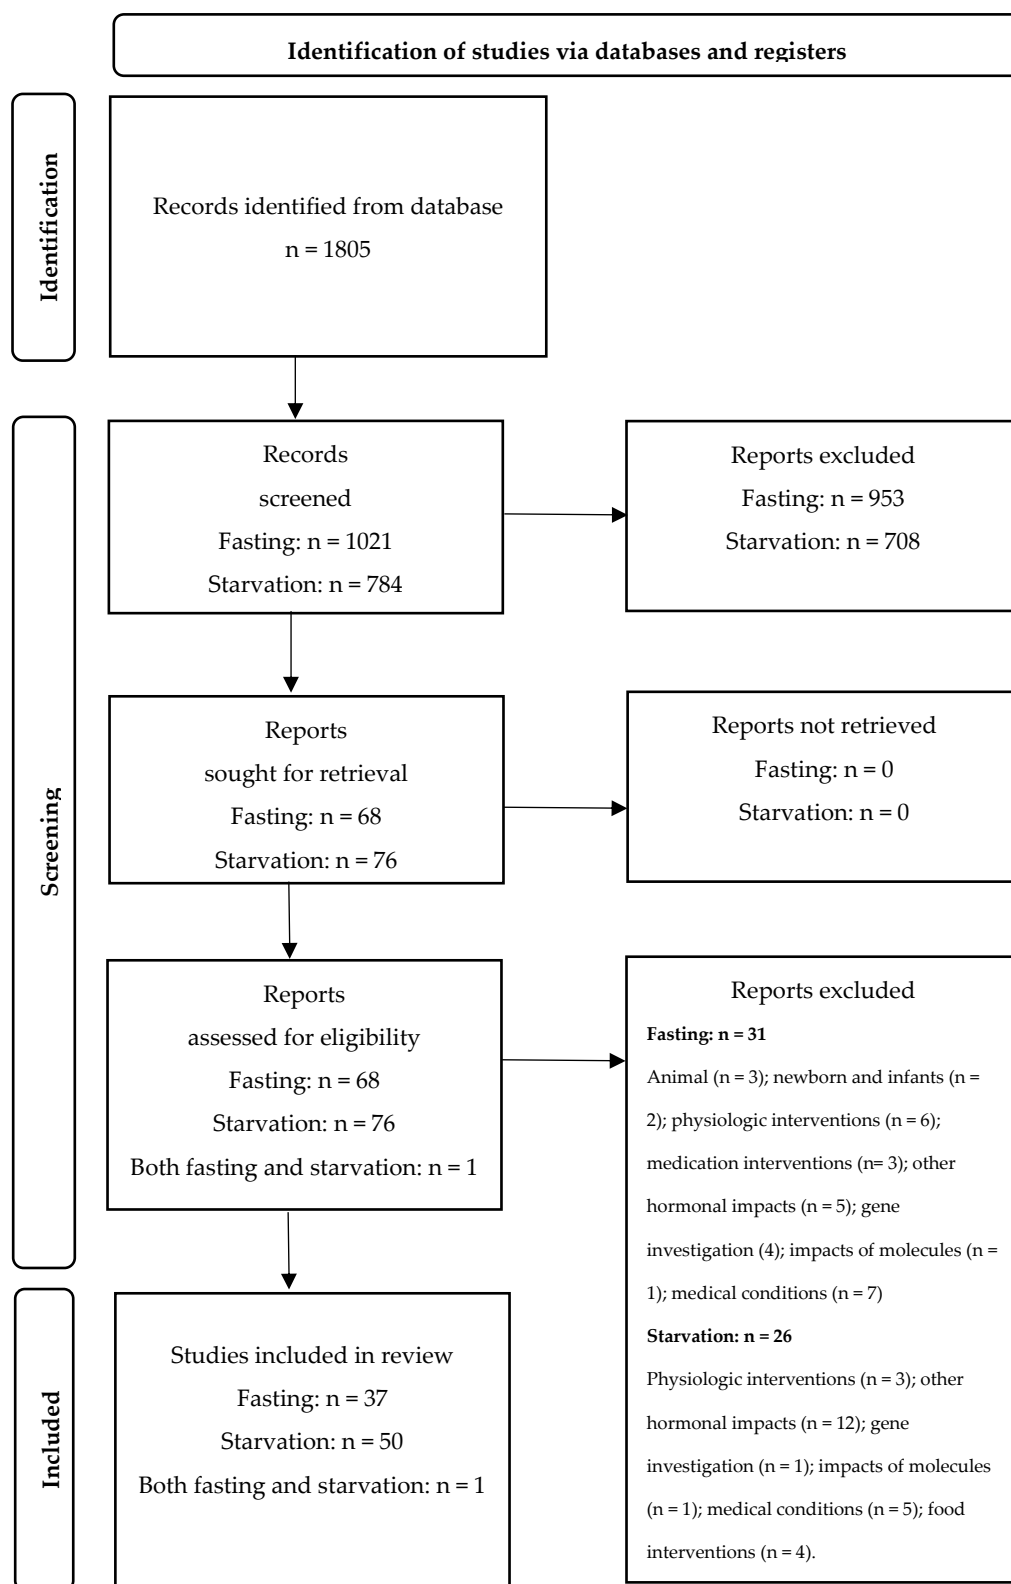 Identification of studies via databases and registers
Identification
Records identified from database
n = 1805
Screening
Records
screened
Fasting: n = 1021
Starvation: n = 784
Reports excluded
Fasting: n = 953
Starvation: n = 708
Reports
sought for retrieval
Fasting: n = 68
Starvation: n = 76
Reports not retrieved
Fasting: n = 0
Starvation: n = 0
Reports
assessed for eligibility
Fasting: n = 68
Starvation: n = 76
Both fasting and starvation: n = 1
Reports excluded
Fasting: n = 31
Animal (n = 3); newborn and infants (n =
2); physiologic interventions (n = 6);
medication interventions (n= 3); other
hormonal impacts (n = 5); gene
investigation (4); impacts of molecules (n =
1); medical conditions (n = 7)
Starvation: n = 26
Physiologic interventions (n = 3); other
hormonal impacts (n = 12); gene
investigation (n = 1); impacts of molecules
(n = 1); medical conditions (n = 5); food
interventions (n = 4).
Included
Studies included in review
Fasting: n = 37
Starvation: n = 50
Both fasting and starvation: n = 1